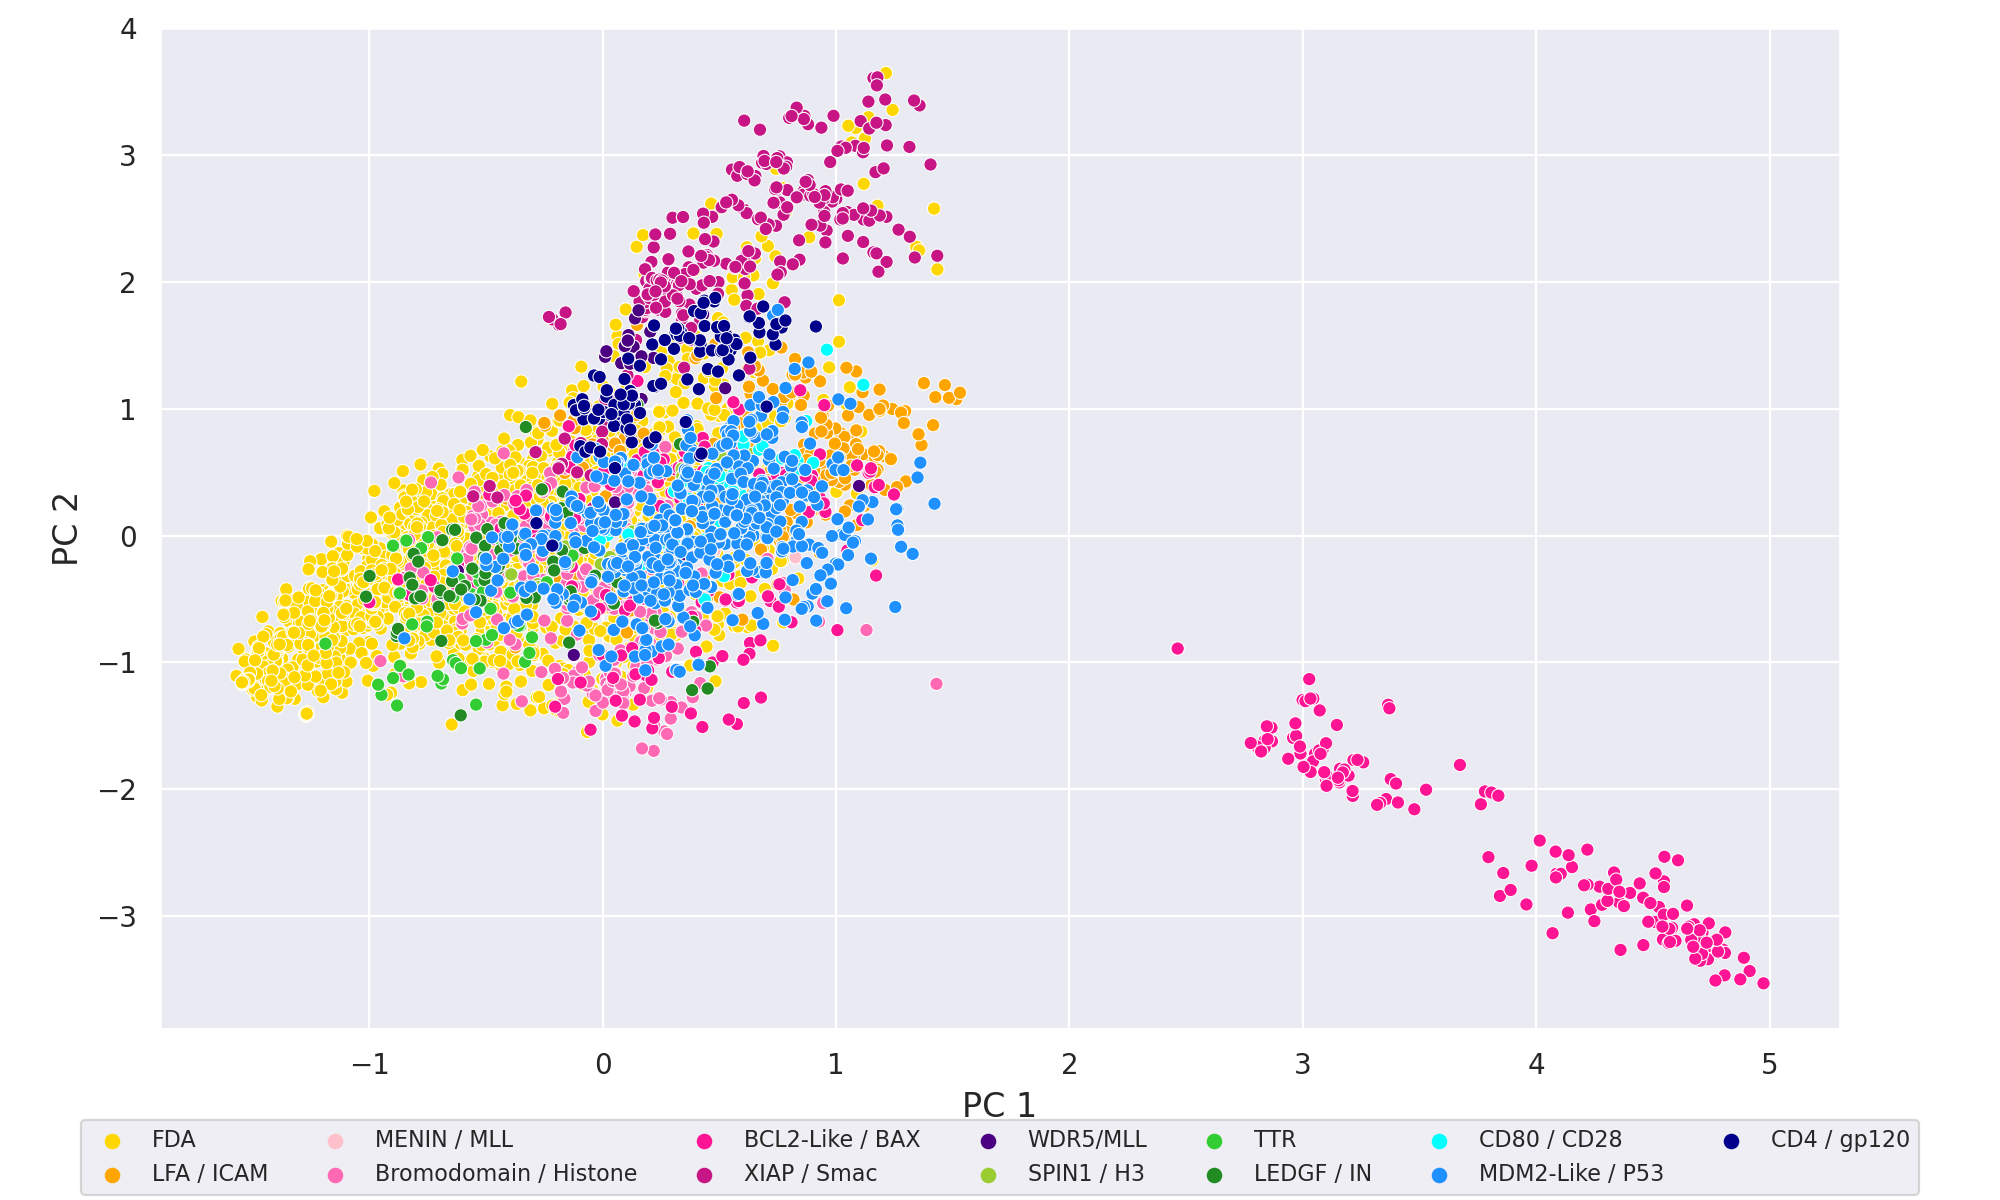 4
3
2
1
0
−1
−2
−3
PC 2
−1 0 1 2 3 4 5
PC 1
FDA MENIN / MLL BCL2-Like / BAX WDR5/MLL TTR CD80 / CD28 CD4 / gp120
LFA / ICAM Bromodomain / Histone XIAP / Smac SPIN1 / H3 LEDGF / IN MDM2-Like / P53